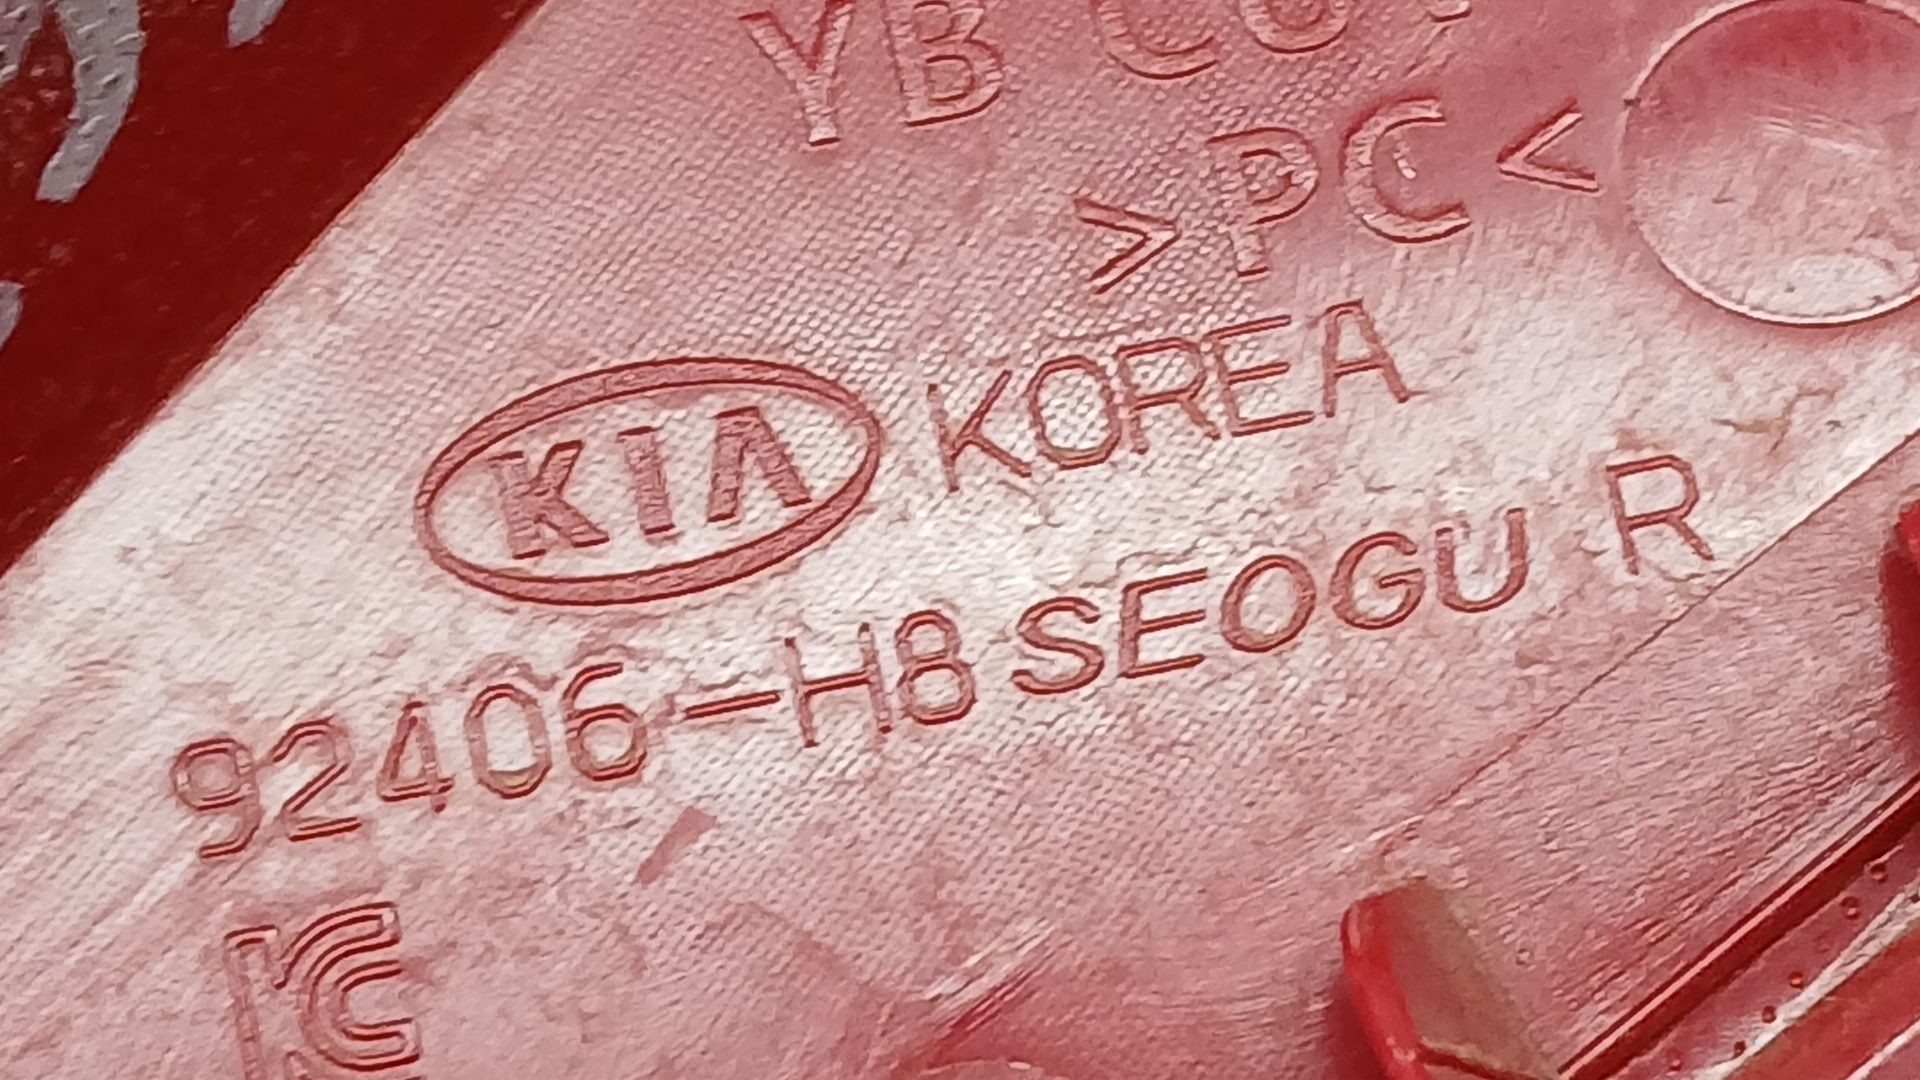 YB
>PC<
KIA KOREA
92406-H8 SEOGU R